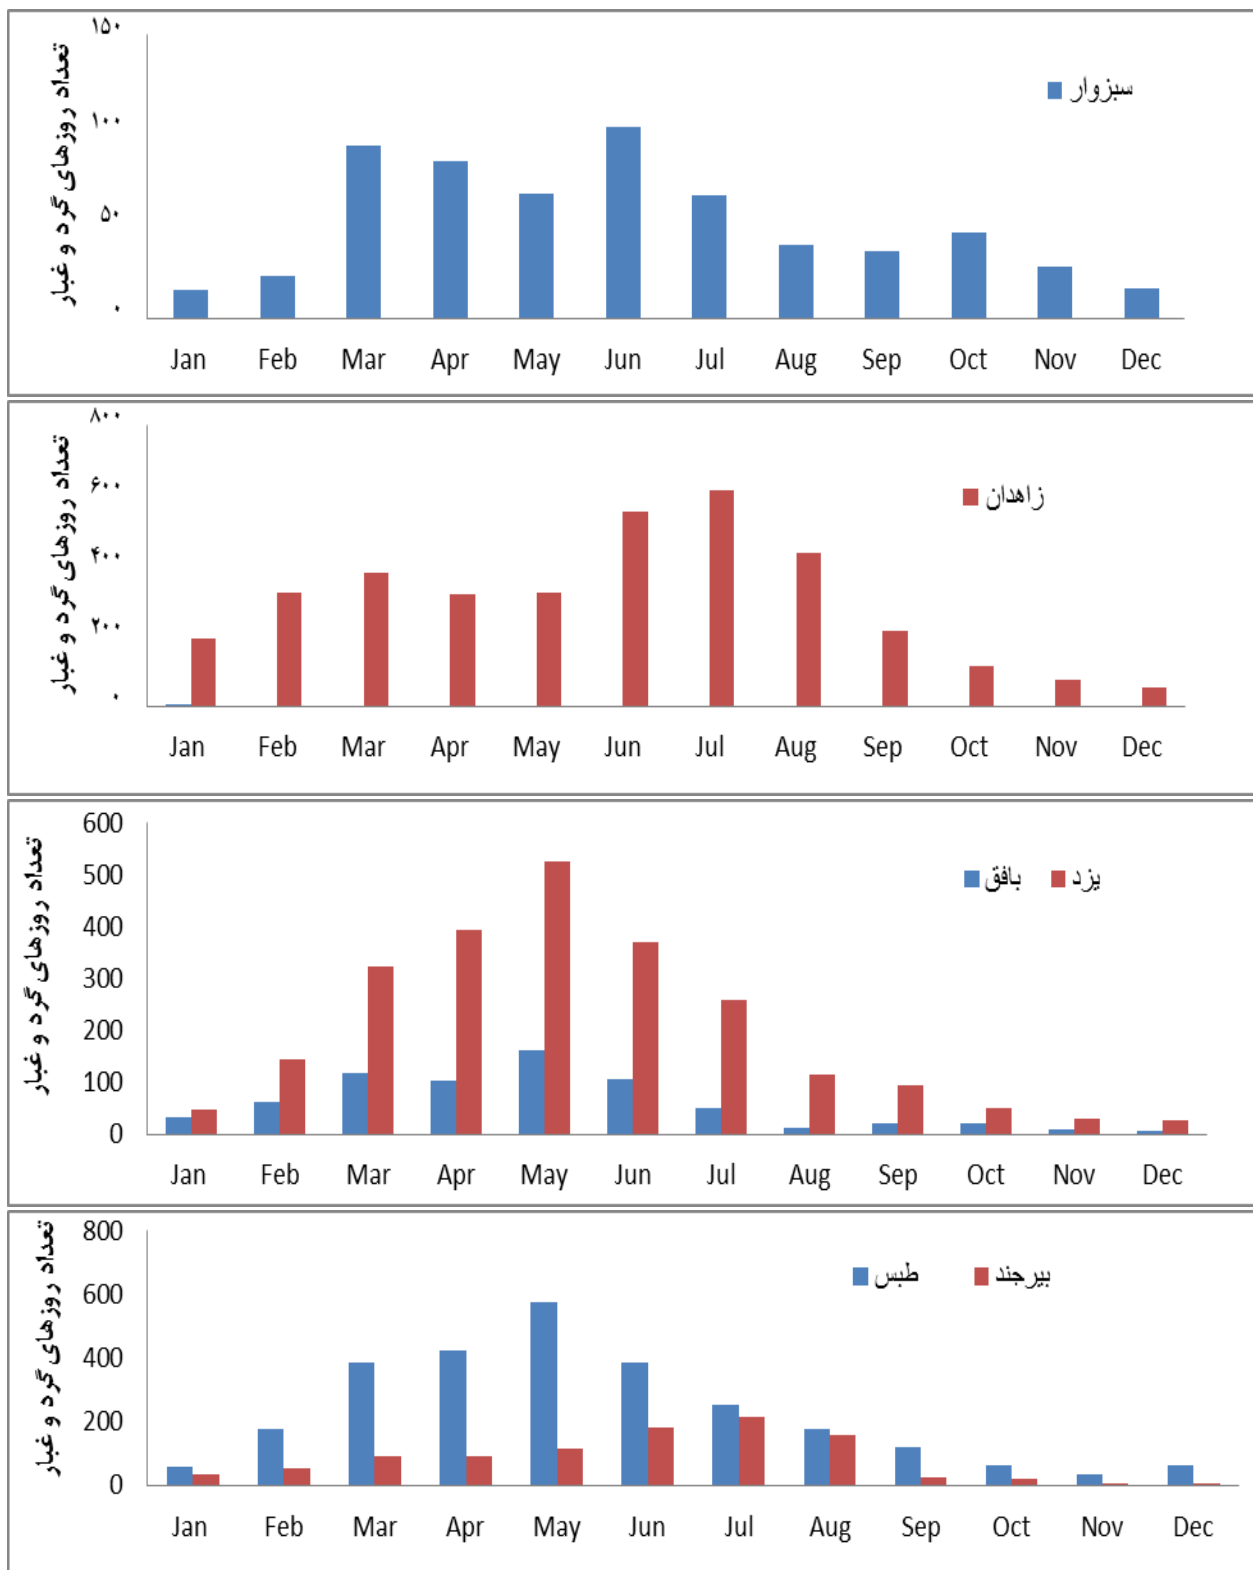 تعداد روزهای گرد و غبار
۱۵۰
۱۰۰
۵۰
۰
سبزوار
Jan Feb Mar Apr May Jun Jul Aug Sep Oct Nov Dec
تعداد روزهای گرد و غبار
۸۰۰
۶۰۰
۴۰۰
۲۰۰
۰
زاهدان
Jan Feb Mar Apr May Jun Jul Aug Sep Oct Nov Dec
تعداد روزهای گرد و غبار
600
500
400
300
200
100
0
بافق یزد
Jan Feb Mar Apr May Jun Jul Aug Sep Oct Nov Dec
تعداد روزهای گرد و غبار
800
600
400
200
0
طبس بیرجند
Jan Feb Mar Apr May Jun Jul Aug Sep Oct Nov Dec